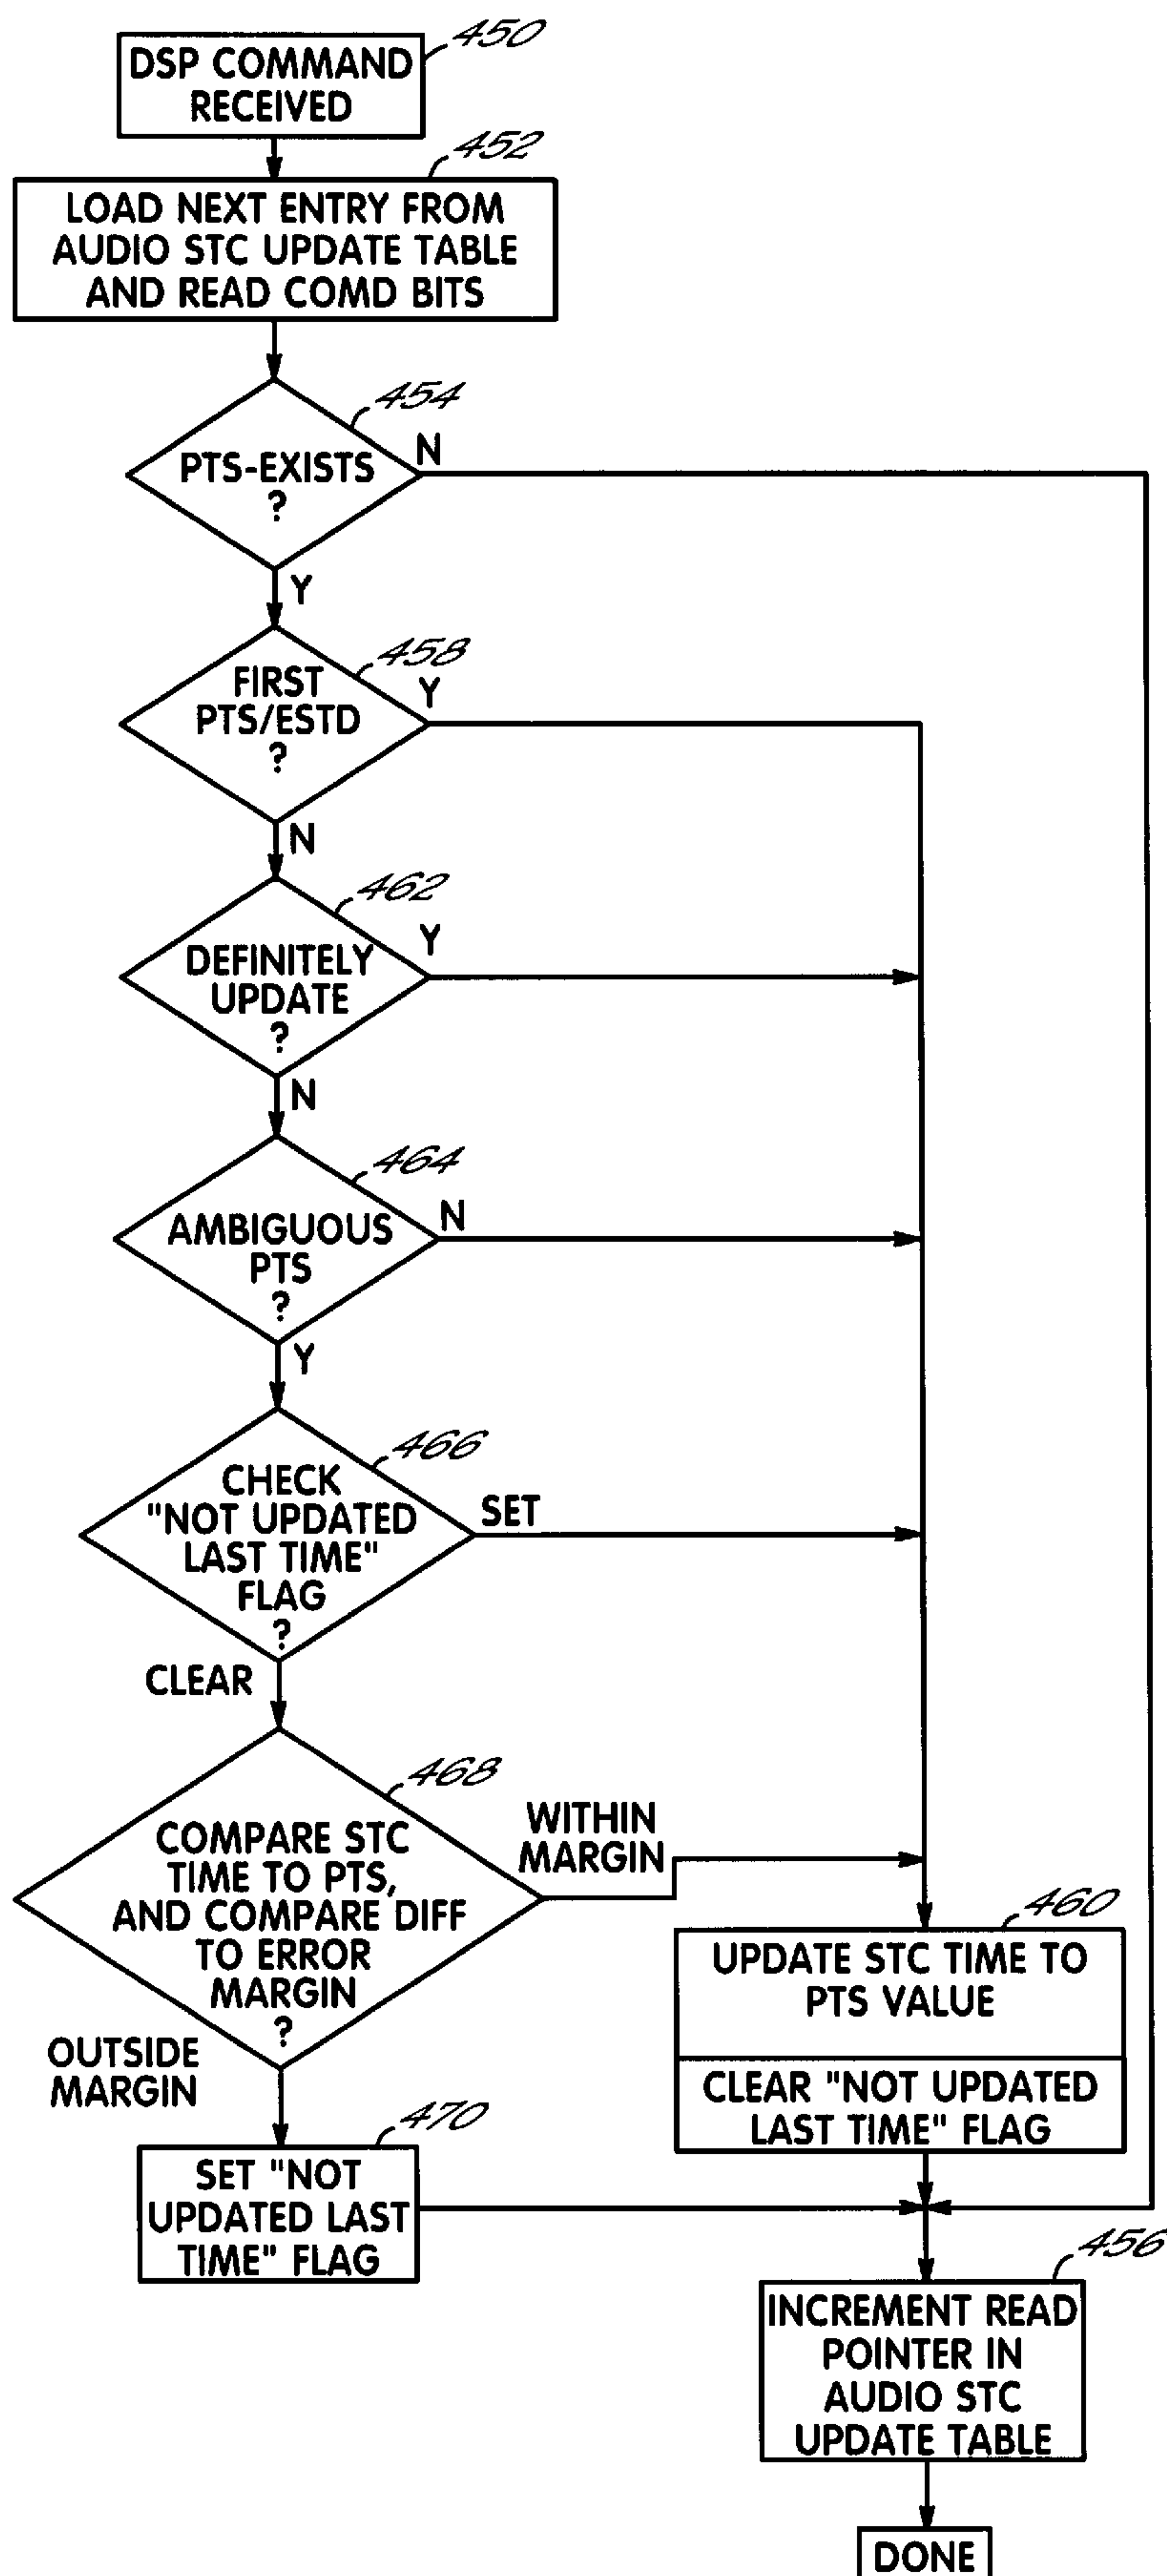 450
DSP COMMAND
RECEIVED
452
LOAD NEXT ENTRY FROM
AUDIO STC UPDATE TABLE
AND READ COMD BITS
454
PTS-EXISTS
?
N
Y
458
FIRST
PTS/ESTD
?
Y
N
462
DEFINITELY
UPDATE
?
Y
N
464
AMBIGUOUS
PTS
?
N
Y
466
CHECK
"NOT UPDATED
LAST TIME"
FLAG
?
SET
CLEAR
468
COMPARE STC
TIME TO PTS,
AND COMPARE DIFF
TO ERROR
MARGIN
?
WITHIN
MARGIN
OUTSIDE
MARGIN
460
UPDATE STC TIME TO
PTS VALUE
CLEAR "NOT UPDATED
LAST TIME" FLAG
470
SET "NOT
UPDATED LAST
TIME" FLAG
456
INCREMENT READ
POINTER IN
AUDIO STC
UPDATE TABLE
DONE